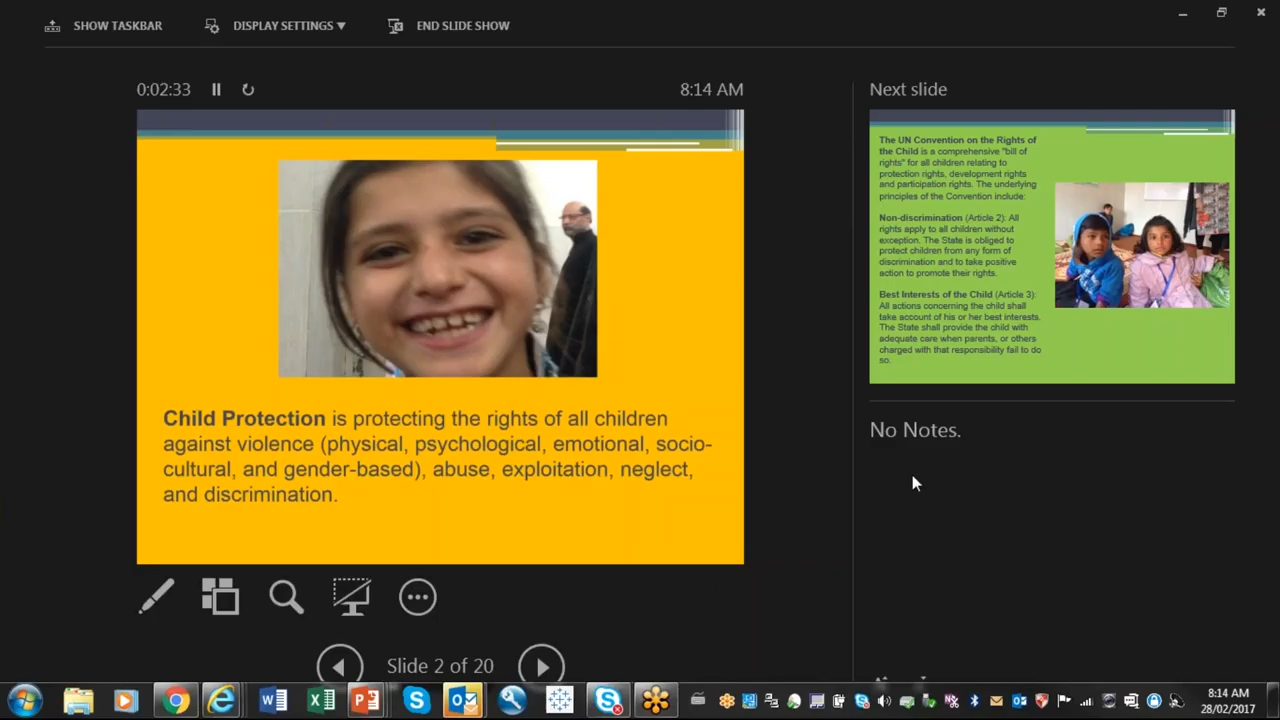 SHOW TASKBAR
DISPLAY SETTINGS ▼
END SLIDE SHOW
0:02:33
8:14 AM
Child Protection is protecting the rights of all children
against violence (physical, psychological, emotional, socio-
cultural, and gender-based), abuse, exploitation, neglect,
and discrimination.
Slide 2 of 20
Next slide
The UN Convention on the Rights of
the Child is a comprehensive "bill of
rights" for all children relating to
protection rights, development rights
and participation rights. The underlying
principles of the Convention include:
Non-discrimination (Article 2): All
rights apply to all children without
exception. The State is obliged to
protect children from any form of
discrimination and to take positive
action to promote their rights.
Best Interests of the Child (Article 3):
All actions concerning the child shall
take account of his or her best interests.
The State shall provide the child with
adequate care when parents, or others
charged with that responsibility fail to do
so.
No Notes.
8:14 AM
28/02/2017